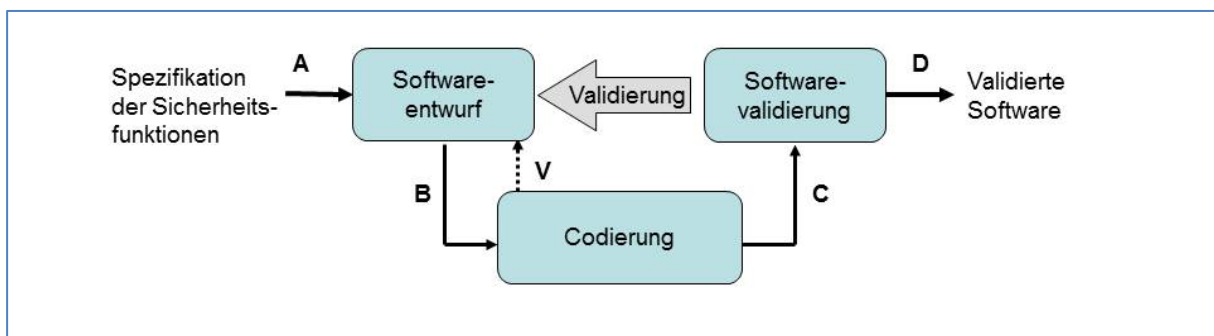 Spezifikation
der Sicherheits-
funktionen
A
Software-
entwurf
Validierung
Software-
validierung
D
Validierte
Software
B
V
C
Codierung